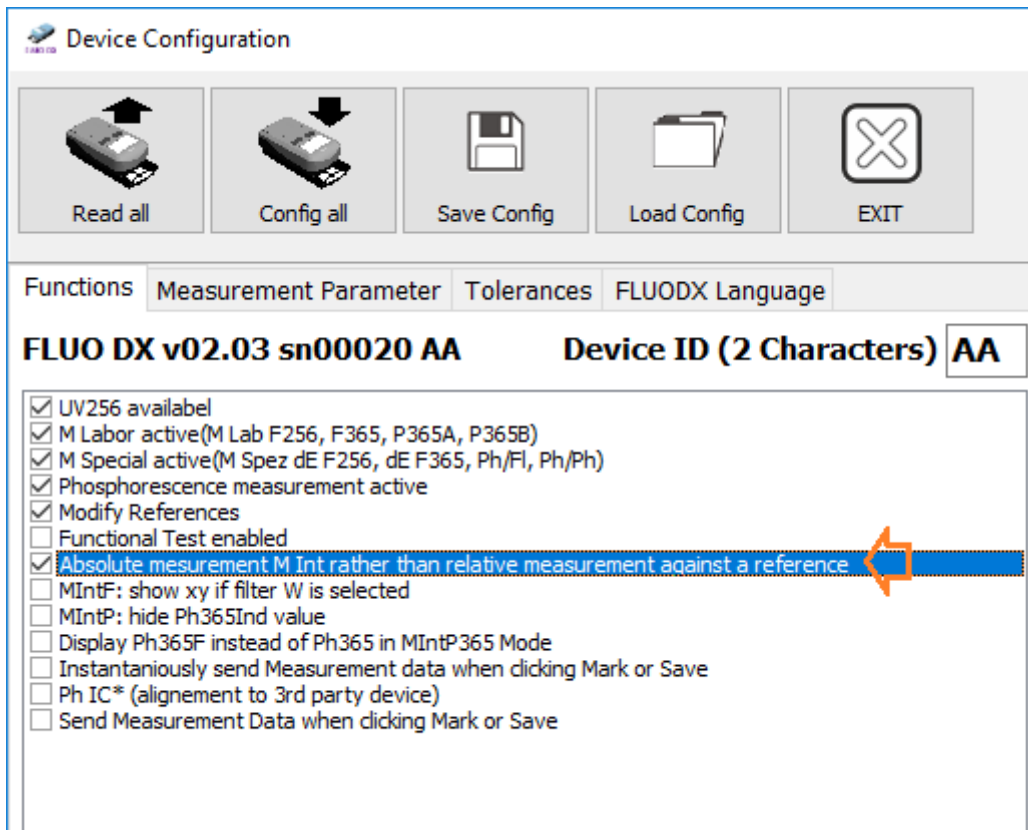 Device Configuration
Read all
Config all
Save Config
Load Config
EXIT
Functions
Measurement Parameter
Tolerances
FLUODX Language
FLUO DX v02.03 sn00020 AA
Device ID (2 Characters)
AA
UV256 availabel
M Labor active(M Lab F256, F365, P365A, P365B)
M Special active(M Spez dE F256, dE F365, Ph/Fl, Ph/Ph)
Phosphorescence measurement active
Modify References
Functional Test enabled
Absolute mesurement M Int rather than relative measurement against a reference
MIntF: show xy if filter W is selected
MIntP: hide Ph365Ind value
Display Ph365F instead of Ph365 in MIntP365 Mode
Instantaniously send Measurement data when clicking Mark or Save
Ph IC* (alignement to 3rd party device)
Send Measurement Data when clicking Mark or Save